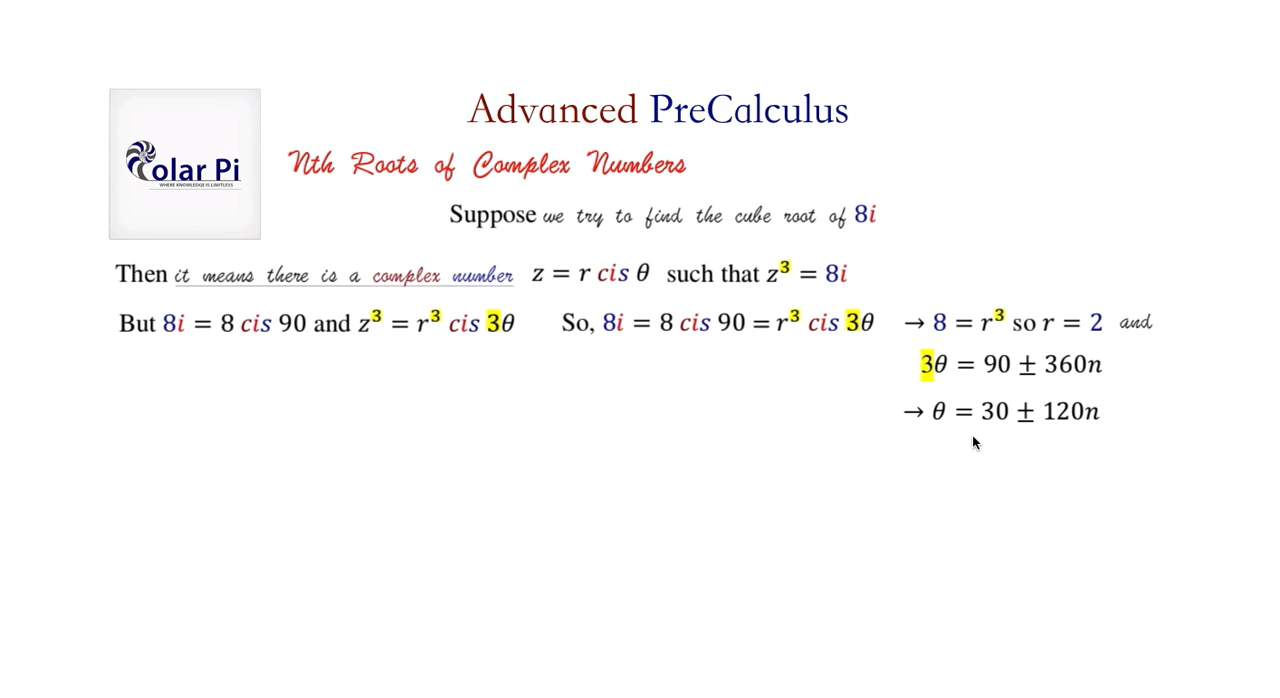 Advanced PreCalculus
olar Pi
WHERE KNOWLEDGE IS LIMITLESS
Nth Roots of Complex Numbers
Suppose we try to find the cube root of 8i
Then it means there is a complex number z = r cis θ such that z³ = 8i
But 8i = 8 cis 90 and z³ = r³ cis 3θ So, 8i = 8 cis 90 = r³ cis 3θ → 8 = r³ so r = 2 and
3θ = 90 ± 360n
→ θ = 30 ± 120n